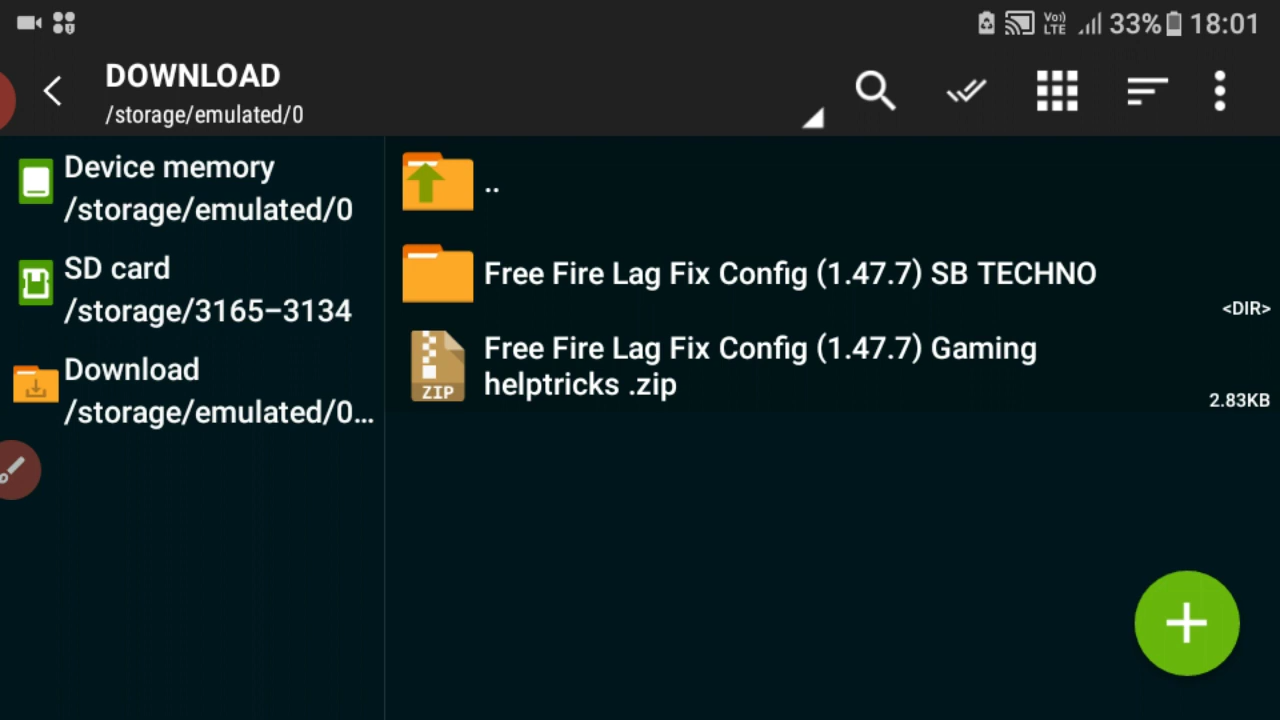 Vo)) LTE 33% 18:01
DOWNLOAD
/storage/emulated/0
Device memory
/storage/emulated/0
SD card
/storage/3165–3134
Download
/storage/emulated/0...
..
Free Fire Lag Fix Config (1.47.7) SB TECHNO
<DIR>
Free Fire Lag Fix Config (1.47.7) Gaming
helptricks .zip
ZIP
2.83KB